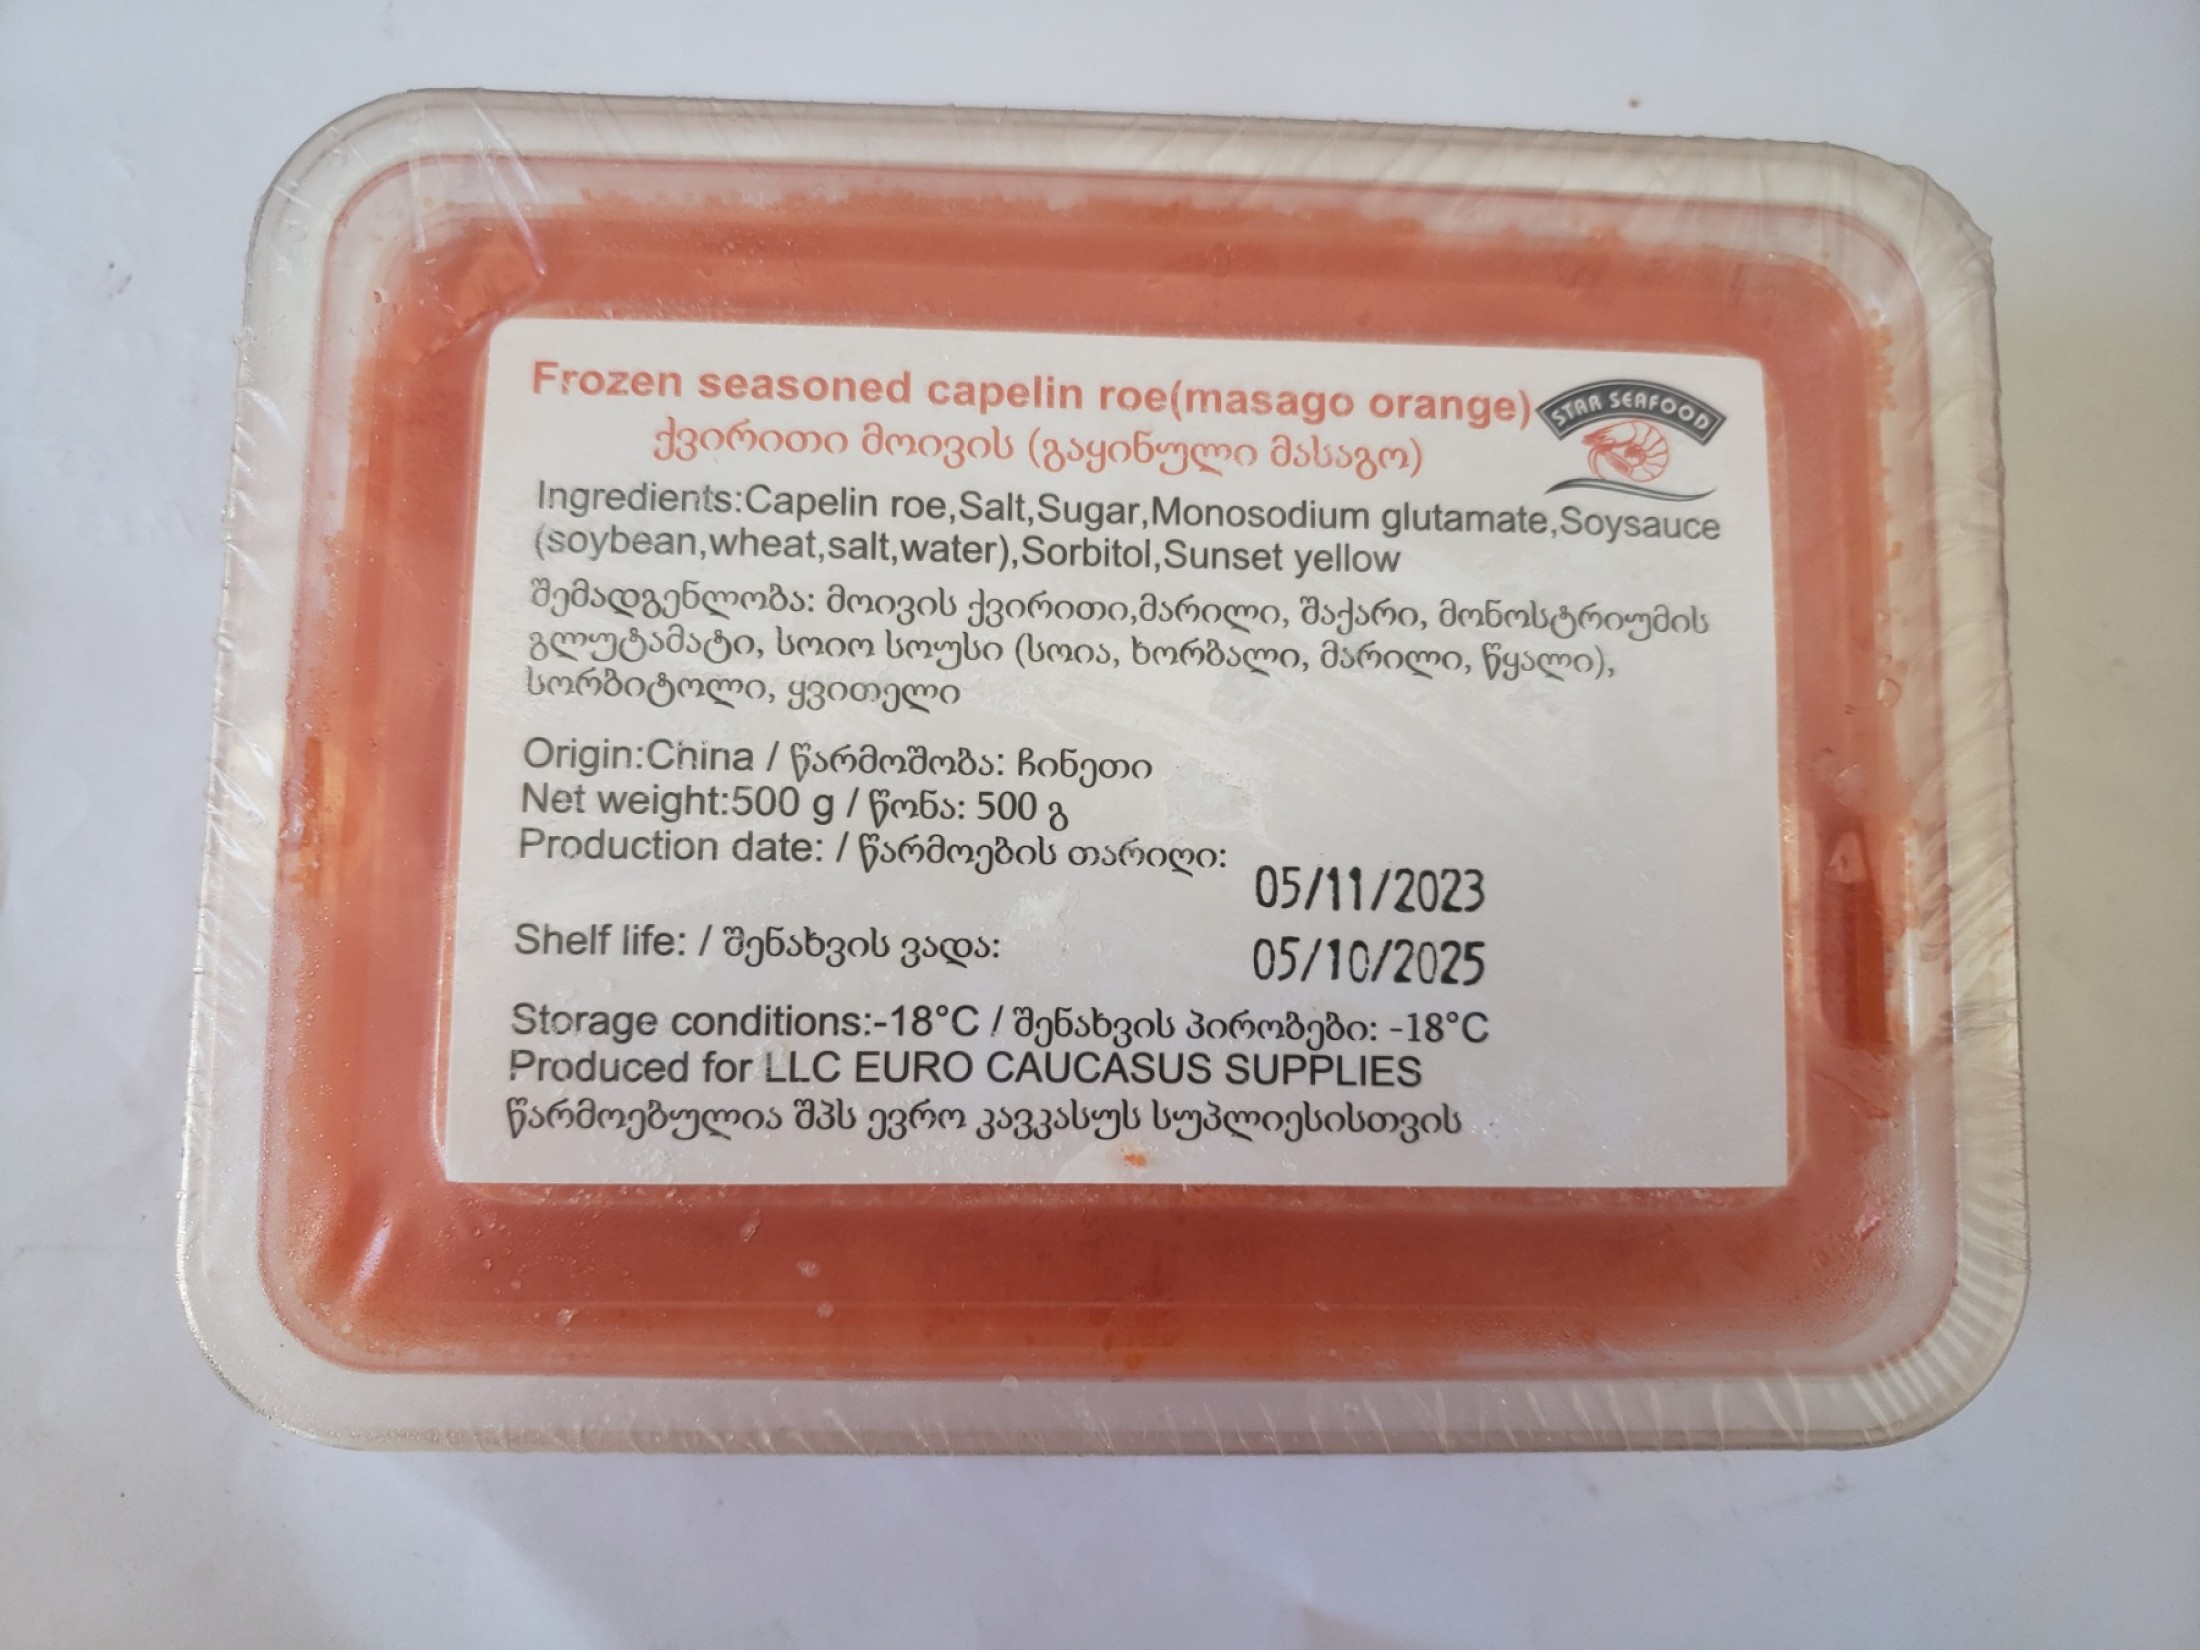 Frozen seasoned capelin roe(masago orange)
STAR SEAFOOD
ქვირითი მოივის (გაყინული მასაგო)
Ingredients:Capelin roe,Salt,Sugar,Monosodium glutamate,Soysauce
(soybean,wheat,salt,water),Sorbitol,Sunset yellow
შემადგენლობა: მოივის ქვირითი,მარილი, შაქარი, მონოსტრიუმის
გლუტამატი, სოიო სოუსი (სოია, ხორბალი, მარილი, წყალი),
სორბიტოლი, ყვითელი
Origin:China / წარმოშობა: ჩინეთი
Net weight:500 g / წონა: 500 გ
Production date: / წარმოების თარიღი:
05/11/2023
Shelf life: / შენახვის ვადა:
05/10/2025
Storage conditions:-18°C / შენახვის პირობები: -18°C
Produced for LLC EURO CAUCASUS SUPPLIES
წარმოებულია შპს ევრო კავკასუს სუპლიესისთვის